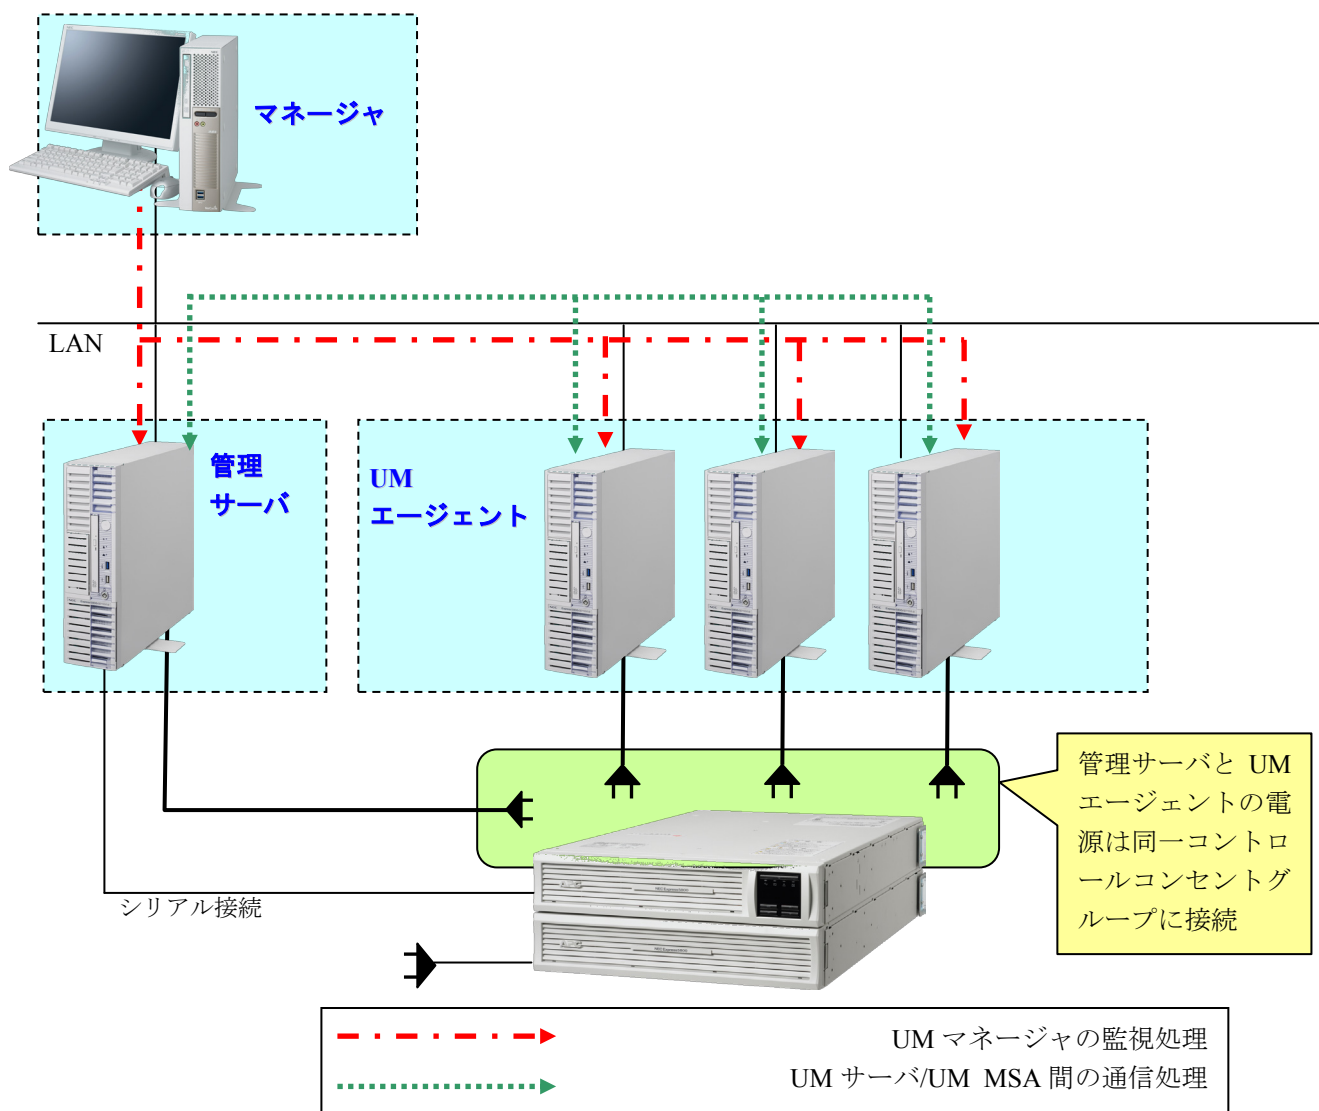 マネージャ
LAN
管理
サーバ
UM
エージェント
管理サーバと UM
エージェントの電
源は同一コントロ
ールコンセントグ
ループに接続
シリアル接続
UM マネージャの監視処理
UM サーバ/UM MSA 間の通信処理